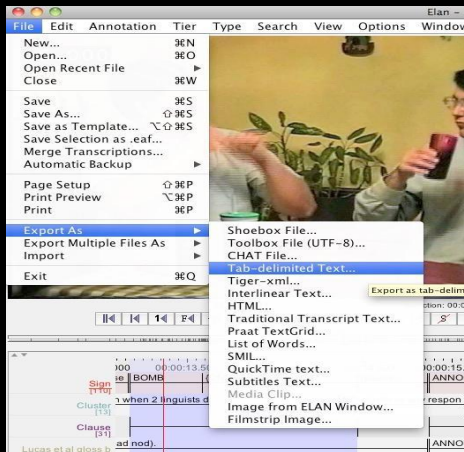 Elan -
File Edit Annotation Tier Type Search View Options Window
New... ⌘N
Open... ⌘O
Open Recent File ▶
Close ⌘W
Save ⌘S
Save As... ⇧⌘S
Save as Template... ⌥⇧⌘S
Save Selection as .eaf...
Merge Transcriptions...
Automatic Backup ▶
Page Setup ⇧⌘P
Print Preview ⌥⌘P
Print ⌘P
Export As ▶
Export Multiple Files As ▶
Import ▶
Exit ⌘Q
Shoebox File...
Toolbox File (UTF-8)...
CHAT File...
Tab-delimited Text...
Tiger-xml...
Interlinear Text...
HTML...
Traditional Transcript Text...
Praat TextGrid...
List of Words...
SMIL...
QuickTime text...
Subtitles Text...
Media Clip...
Image from ELAN Window...
Filmstrip Image...
Export as tab-delim
ction: 00:0
S
000 00:00:13.50 00:00:15.
Sign
[110]
se BOMB ANNO
Cluster
[13]
n when 2 linguists d y respon
Clause
[31]
ad nod). ANNO
Lucas et al gloss b